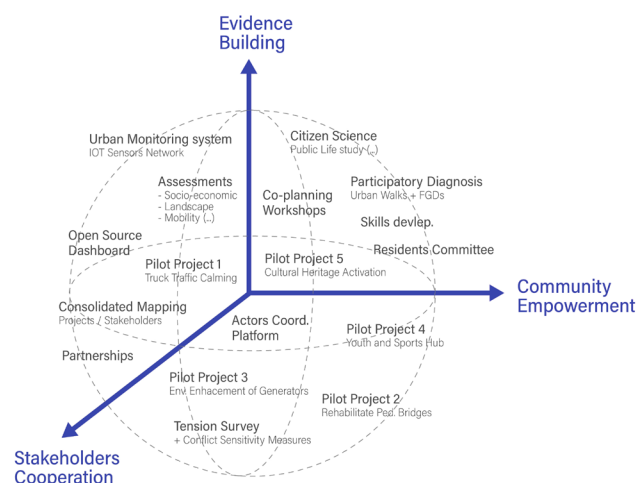 Evidence
Building
Urban Monitoring system
IOT Sensors Network
Citizen Science
Public Life study (..)
Assessments
- Socio-economic
- Landscape
- Mobility (..)
Participatory Diagnosis
Urban Walks + FGDs
Co-planning
Workshops
Skills devlep.
Open Source
Dashboard
Residents Committee
Pilot Project 1
Truck Traffic Calming
Pilot Project 5
Cultural Heritage Activation
Community
Empowerment
Consolidated Mapping
Projects / Stakeholders
Actors Coord.
Platform
Pilot Project 4
Youth and Sports Hub
Partnerships
Pilot Project 3
Env. Enhacement of Generators
Pilot Project 2
Rehabilitate Ped. Bridges
Tension Survey
+ Conflict Sensitivity Measures
Stakeholders
Cooperation